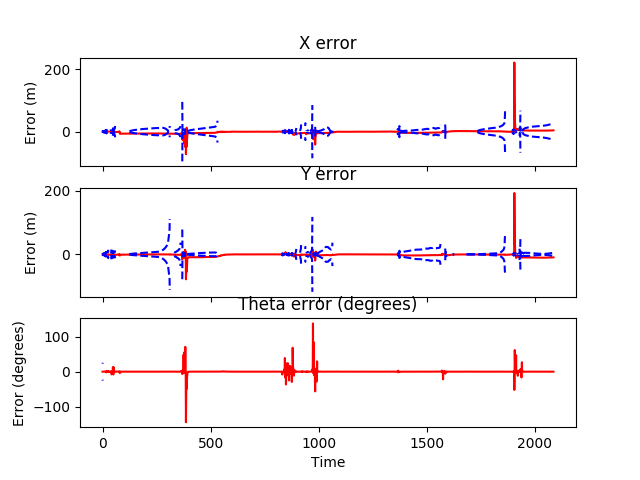 X error
200
0
Error (m)
Y error
200
0
Error (m)
Theta error (degrees)
100
0
−100
Error (degrees)
0 500 1000 1500 2000
Time